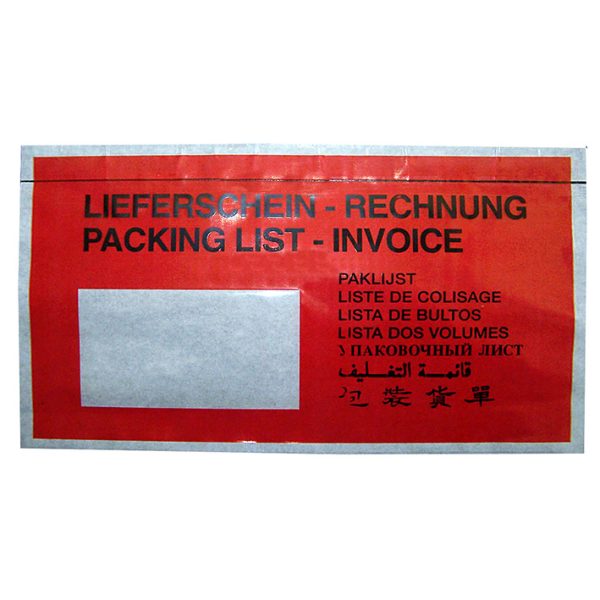 LIEFERSCHEIN - RECHNUNG
PACKING LIST - INVOICE
PAKLIJST
LISTE DE COLISAGE
LISTA DE BULTOS
LISTA DOS VOLUMES
ПАКОВОЧНЫЙ ЛИСТ
قائمة التغليف
包裝貨單